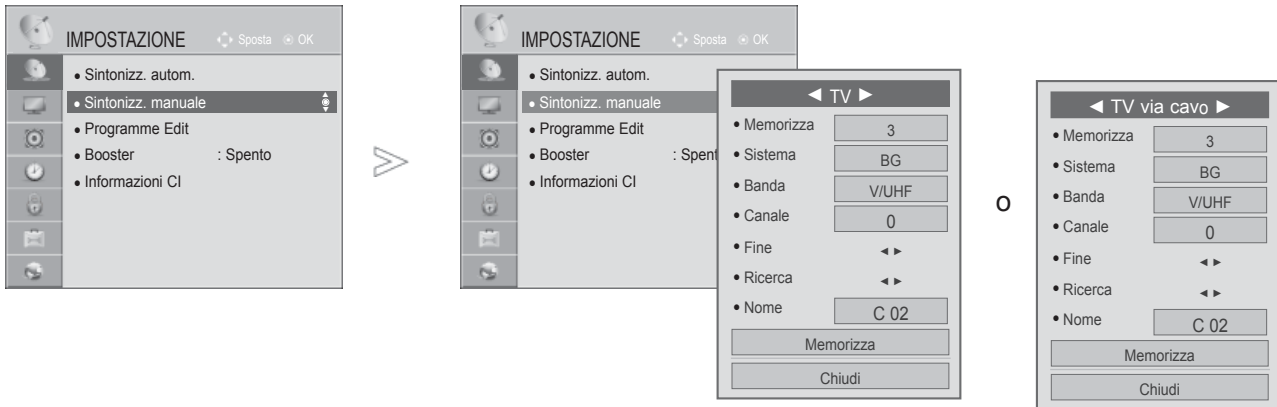 IMPOSTAZIONE Sposta OK
• Sintonizz. autom.
• Sintonizz. manuale
• Programme Edit
• Booster : Spento
• Informazioni CI
IMPOSTAZIONE Sposta OK
• Sintonizz. autom.
• Sintonizz. manuale
• Programme Edit
• Booster : Spent
• Informazioni CI
◄ TV ►
• Memorizza 3
• Sistema BG
• Banda V/UHF
• Canale 0
• Fine ◄ ►
• Ricerca ◄ ►
• Nome C 02
Memorizza
Chiudi
o
◄ TV via cavo ►
• Memorizza 3
• Sistema BG
• Banda V/UHF
• Canale 0
• Fine ◄ ►
• Ricerca ◄ ►
• Nome C 02
Memorizza
Chiudi